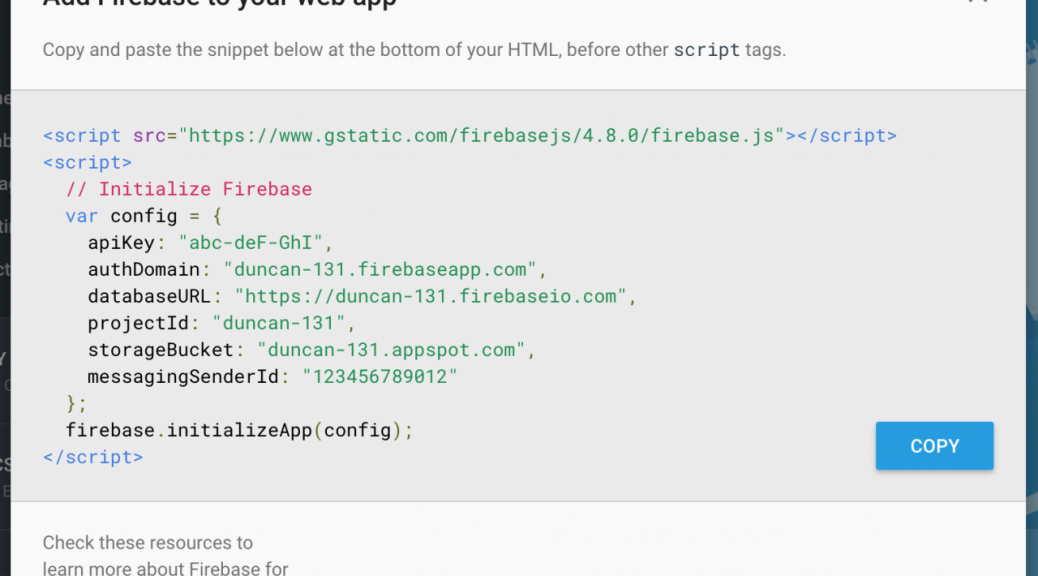 Add Firebase to your web app
Copy and paste the snippet below at the bottom of your HTML, before other script tags.
<script src="https://www.gstatic.com/firebasejs/4.8.0/firebase.js"></script>
<script>
  // Initialize Firebase
  var config = {
    apiKey: "abc-deF-GhI",
    authDomain: "duncan-131.firebaseapp.com",
    databaseURL: "https://duncan-131.firebaseio.com",
    projectId: "duncan-131",
    storageBucket: "duncan-131.appspot.com",
    messagingSenderId: "123456789012"
  };
  firebase.initializeApp(config);
</script>
COPY
Check these resources to
learn more about Firebase for